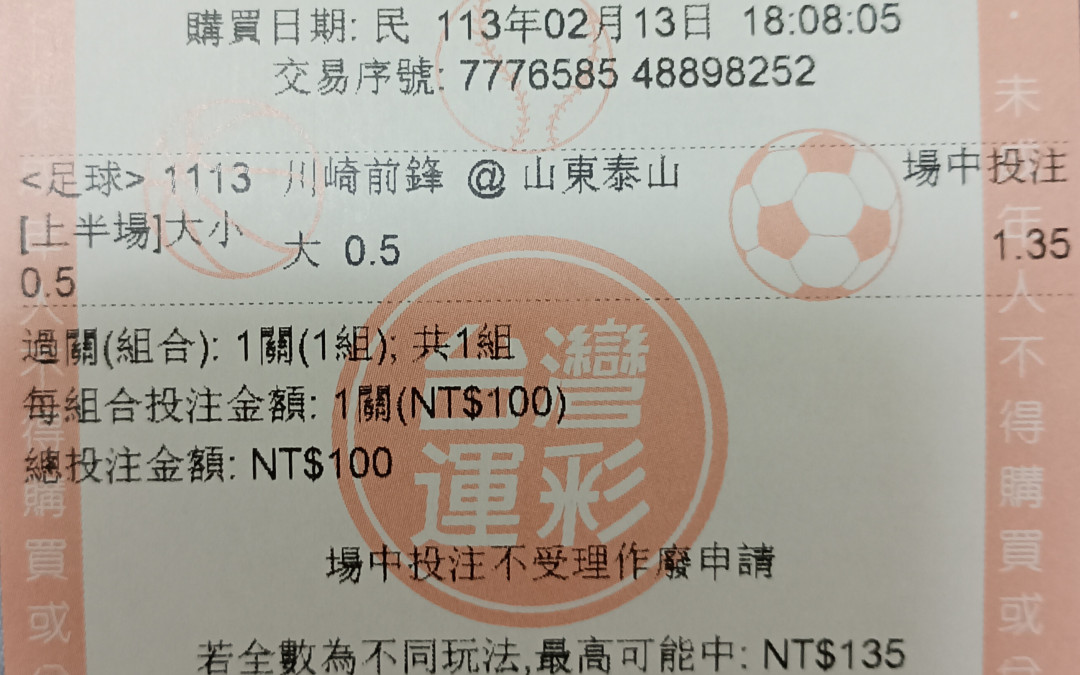 購買日期: 民 113年02月13日 18:08:05
交易序號: 7776585 48898252
<足球> 1113 川崎前鋒 @ 山東泰山 場中投注
[上半場]大小 大 0.5 1.35
0.5
過關(組合): 1關(1組); 共1組
每組合投注金額: 1關(NT$100)
總投注金額: NT$100
場中投注不受理作廢申請
若全數為不同玩法,最高可能中: NT$135
台灣
運彩
未 年人不得購買或
人不得購買或